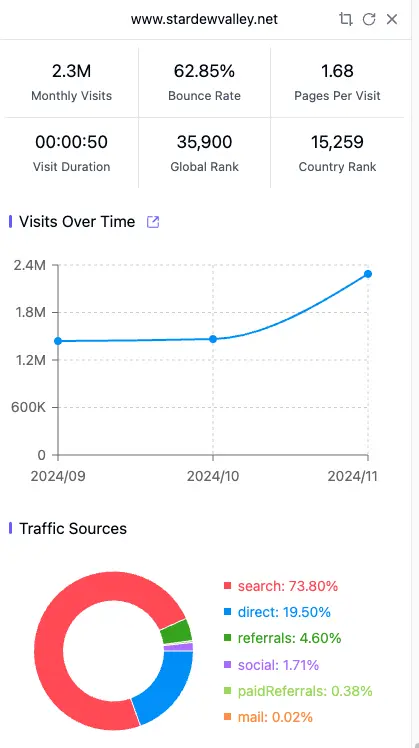 www.stardewvalley.net
2.3M 62.85% 1.68
Monthly Visits Bounce Rate Pages Per Visit
00:00:50 35,900 15,259
Visit Duration Global Rank Country Rank
Visits Over Time
2.4M
1.8M
1.2M
600K
0
2024/09 2024/10 2024/11
Traffic Sources
search: 73.80%
direct: 19.50%
referrals: 4.60%
social: 1.71%
paidReferrals: 0.38%
mail: 0.02%